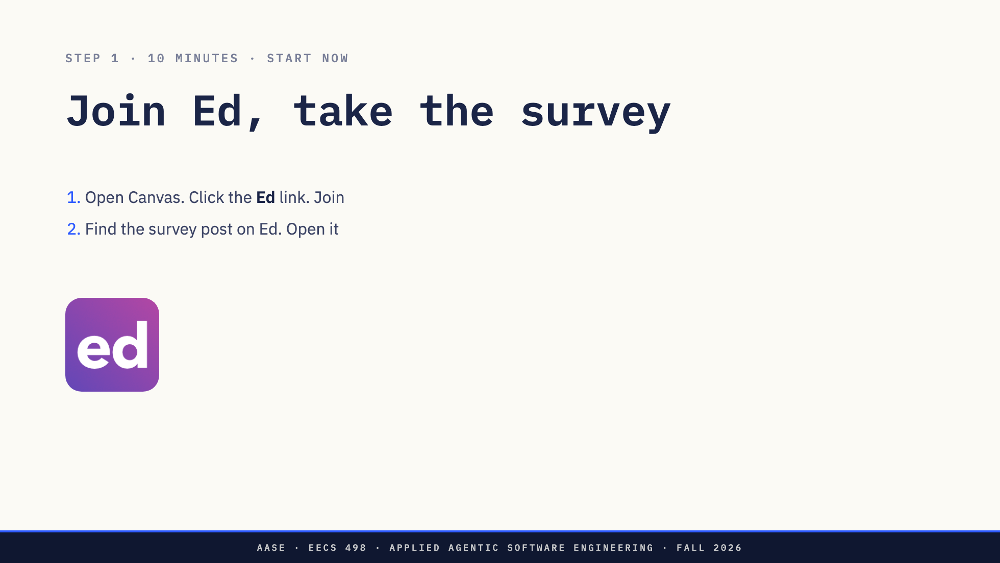 STEP 1 · 10 MINUTES · START NOW
Join Ed, take the survey
1. Open Canvas. Click the Ed link. Join
2. Find the survey post on Ed. Open it
ed
AASE · EECS 498 · APPLIED AGENTIC SOFTWARE ENGINEERING · FALL 2026